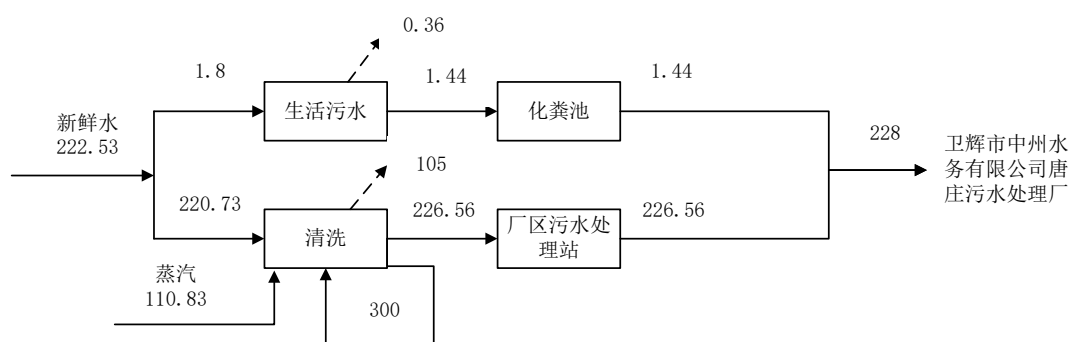 0.36
1.8
1.44
1.44
生活污水
化粪池
新鲜水
222.53
228
卫辉市中州水
务有限公司唐
庄污水处理厂
105
220.73
226.56
226.56
清洗
厂区污水处
理站
蒸汽
110.83
300